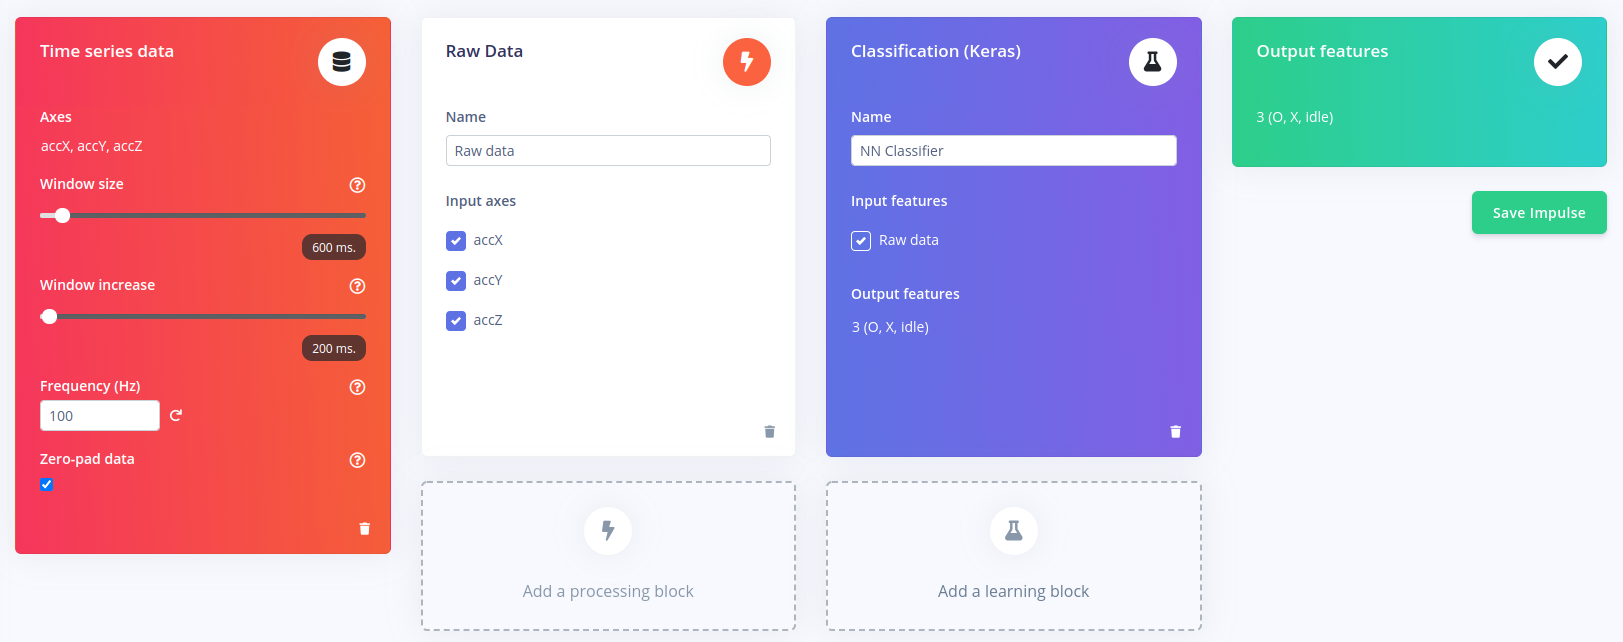 Time series data
Axes
accX, accY, accZ
Window size
600 ms.
Window increase
200 ms.
Frequency (Hz)
100
Zero-pad data
Raw Data
Name
Raw data
Input axes
accX
accY
accZ
Add a processing block
Classification (Keras)
Name
NN Classifier
Input features
Raw data
Output features
3 (O, X, idle)
Add a learning block
Output features
3 (O, X, idle)
Save Impulse